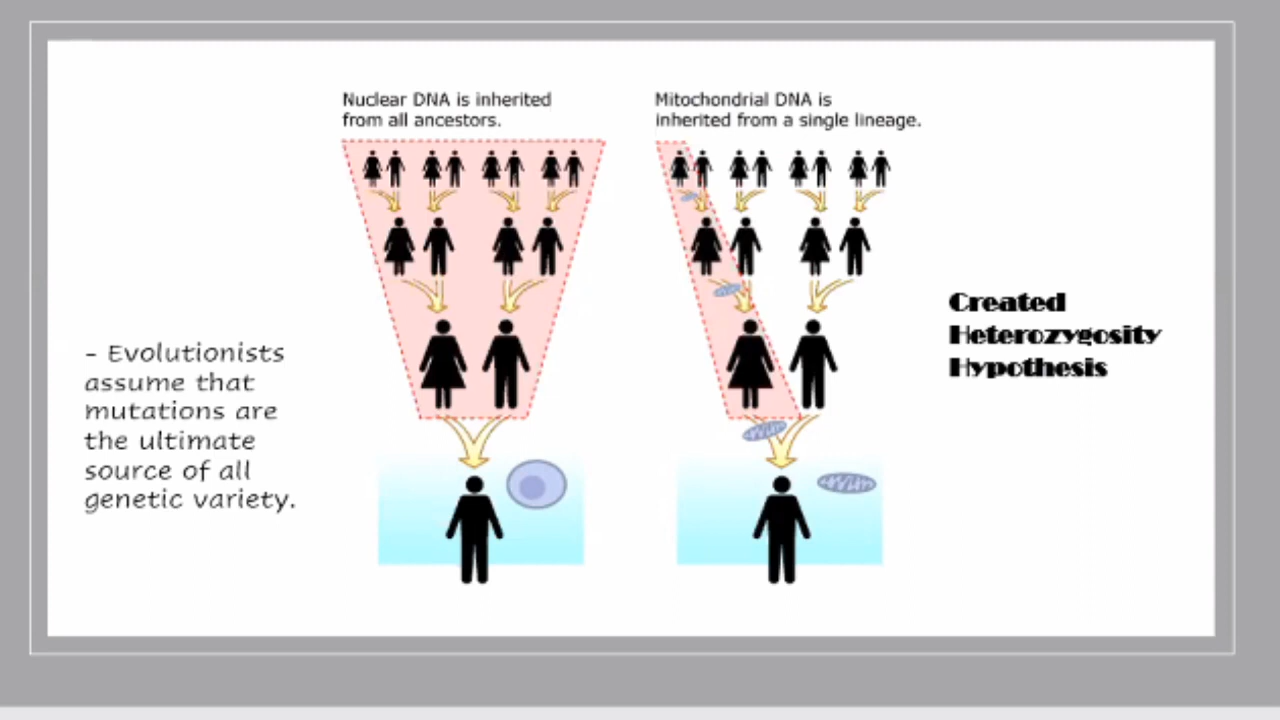 Nuclear DNA is inherited
from all ancestors.
Mitochondrial DNA is
inherited from a single lineage.
- Evolutionists
assume that
mutations are
the ultimate
source of all
genetic variety.
Created
Heterozygosity
Hypothesis